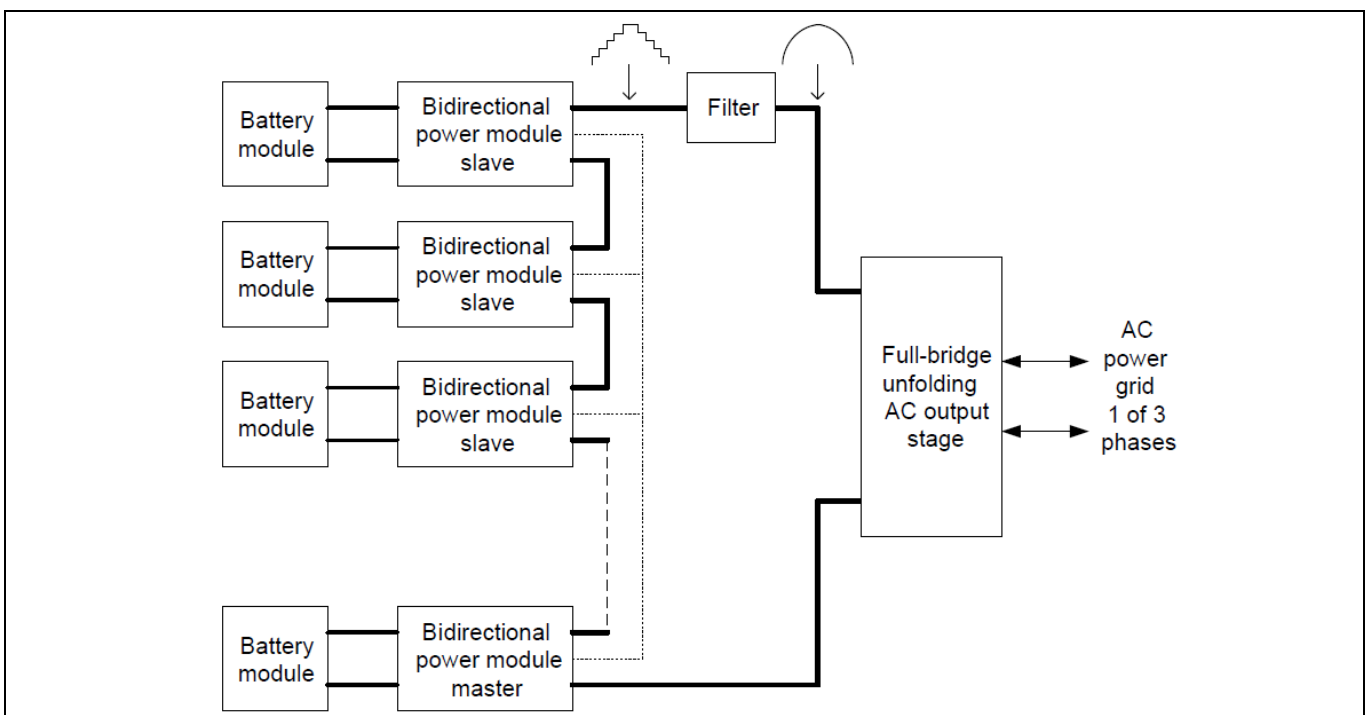 Battery
module
Bidirectional
power module
slave
Filter
Battery
module
Bidirectional
power module
slave
Battery
module
Bidirectional
power module
slave
Full-bridge
unfolding
AC output
stage
AC
power
grid
1 of 3
phases
Battery
module
Bidirectional
power module
master